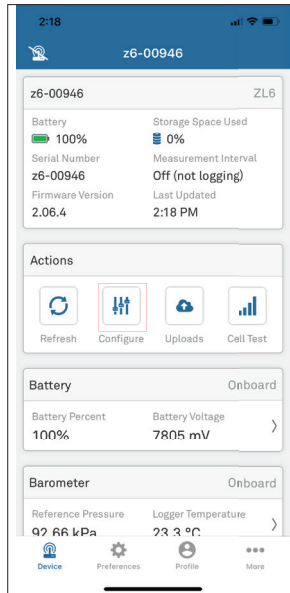 2:18
z6-00946
z6-00946 ZL6
Battery Storage Space Used
100% 0%
Serial Number Measurement Interval
z6-00946 Off (not logging)
Firmware Version Last Updated
2.06.4 2:18 PM
Actions
Refresh Configure Uploads Cell Test
Battery Onboard
Battery Percent Battery Voltage
100% 7805 mV
Barometer Onboard
Reference Pressure Logger Temperature
92.66 kPa 23.3 °C
Device Preferences Profile More